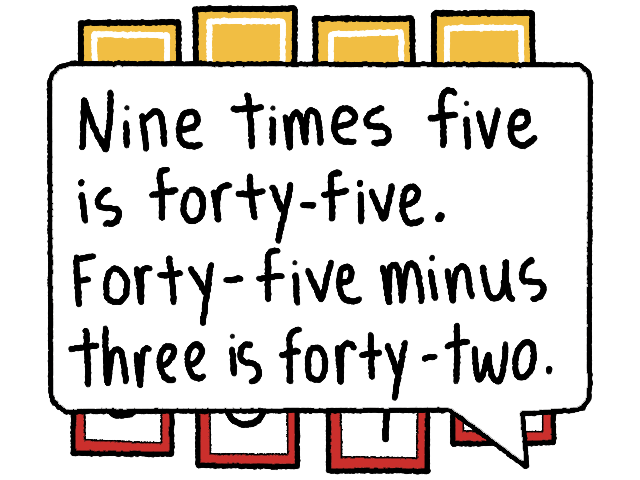 Nine times five
is forty-five.
Forty-five minus
three is forty-two.